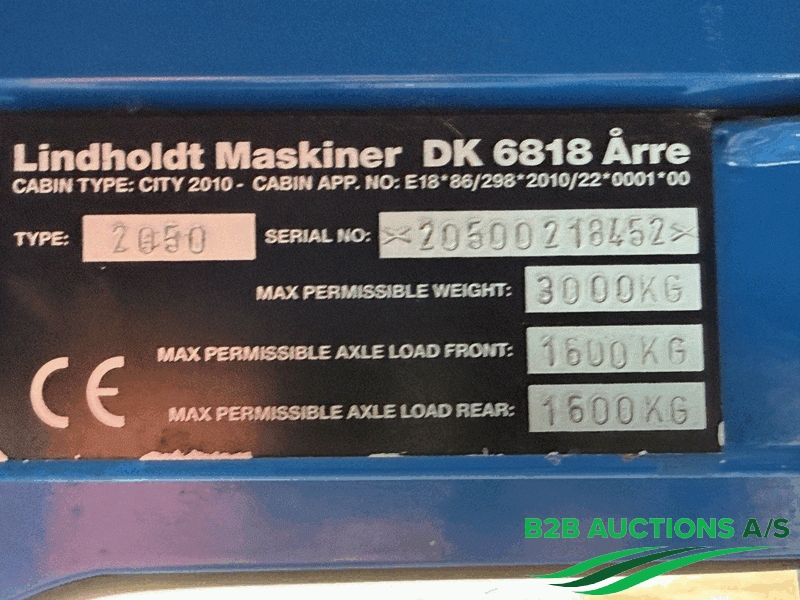 Lindholdt Maskiner DK 6818 Årre
CABIN TYPE: CITY 2010 - CABIN APP. NO: E18*86/298*2010/22*0001*00
TYPE: 2050 SERIAL NO: *20500218452*
MAX PERMISSIBLE WEIGHT: 3000KG
MAX PERMISSIBLE AXLE LOAD FRONT: 1600KG
CE MAX PERMISSIBLE AXLE LOAD REAR: 1600KG
B2B AUCTIONS A/S